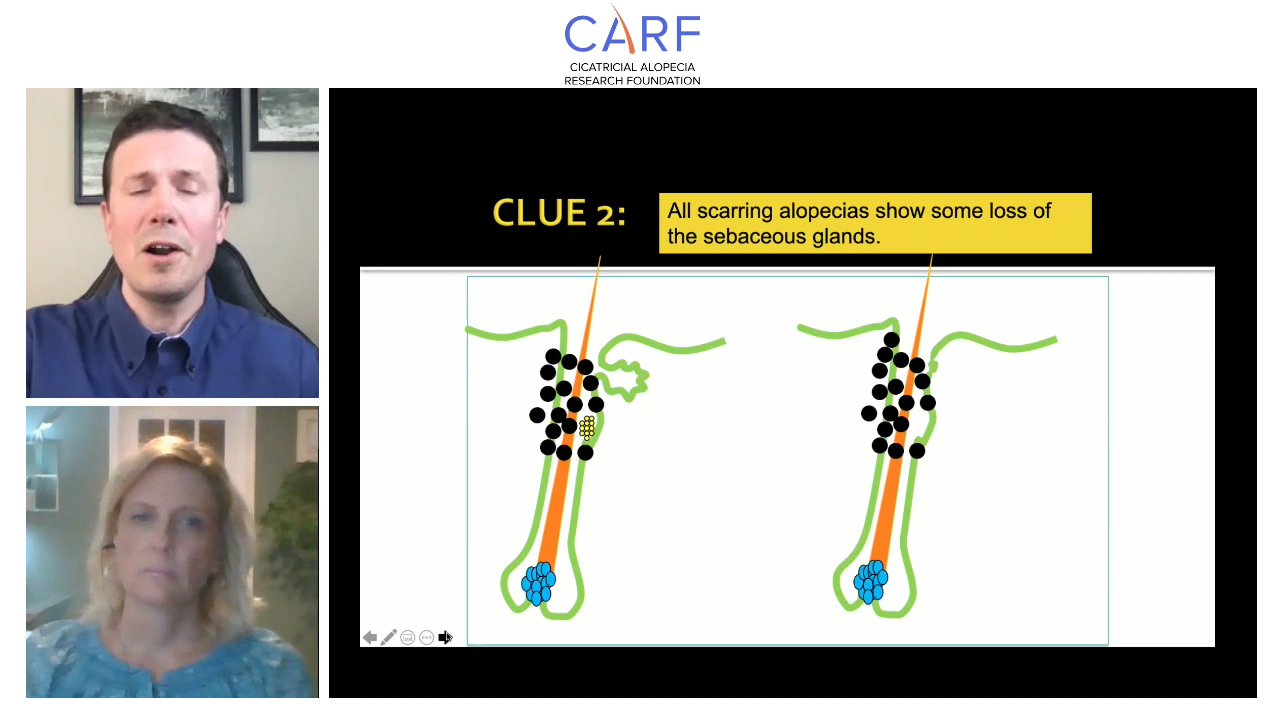 CARF
CICATRICIAL ALOPECIA
RESEARCH FOUNDATION
CLUE 2:
All scarring alopecias show some loss of
the sebaceous glands.